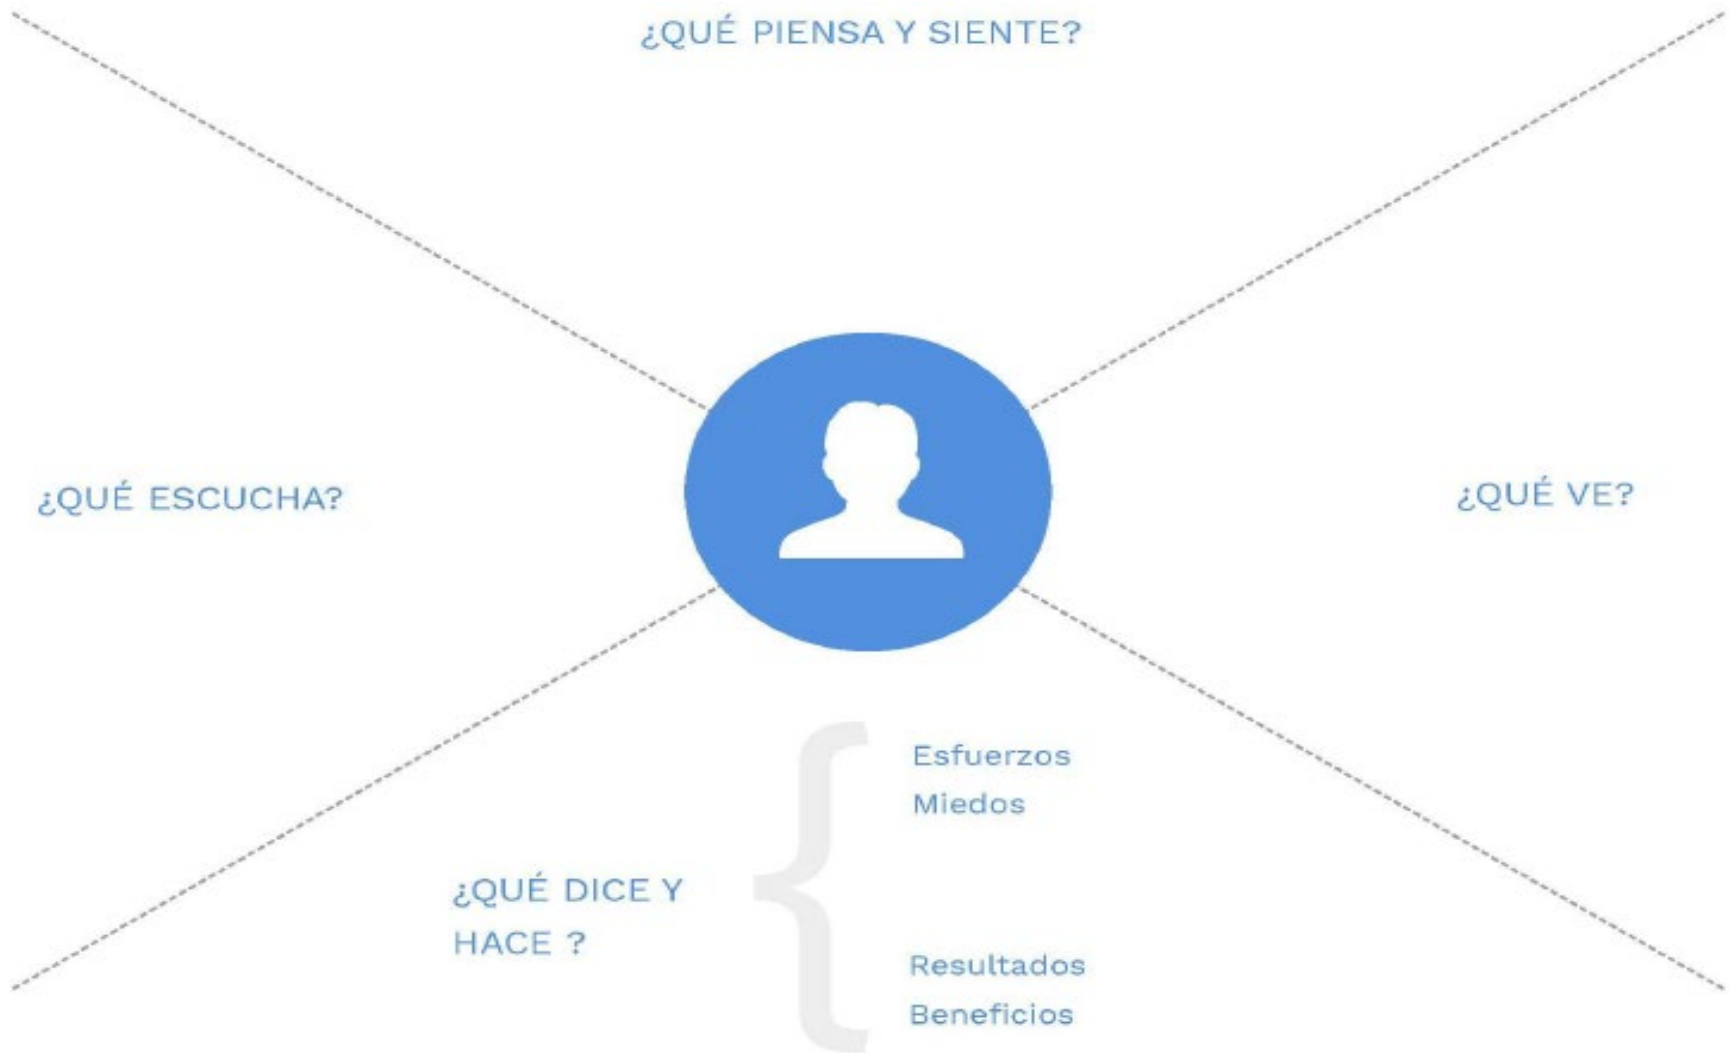 ¿QUÉ PIENSA Y SIENTE?
¿QUÉ ESCUCHA?
¿QUÉ VE?
¿QUÉ DICE Y
HACE ?
Esfuerzos
Miedos
Resultados
Beneficios